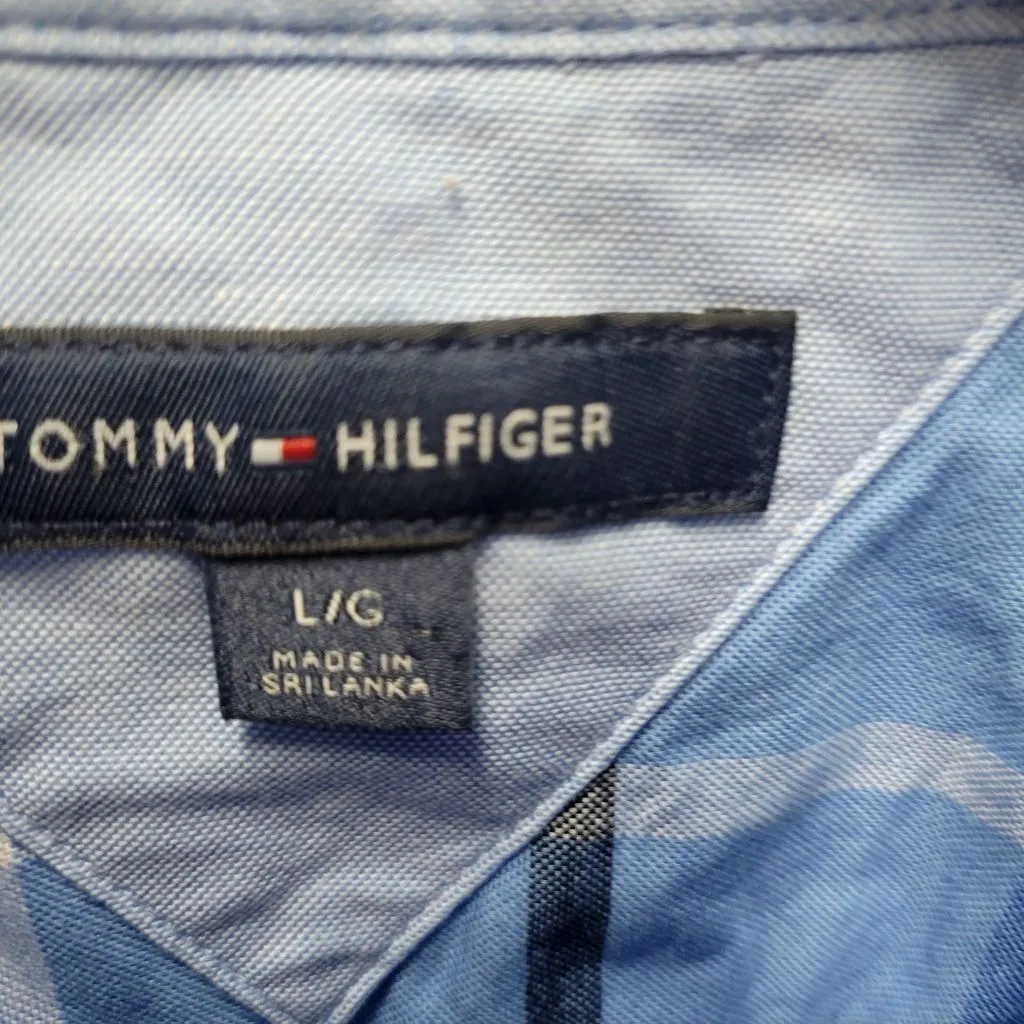 TOMMY HILFIGER
L/G
MADE IN
SRI LANKA